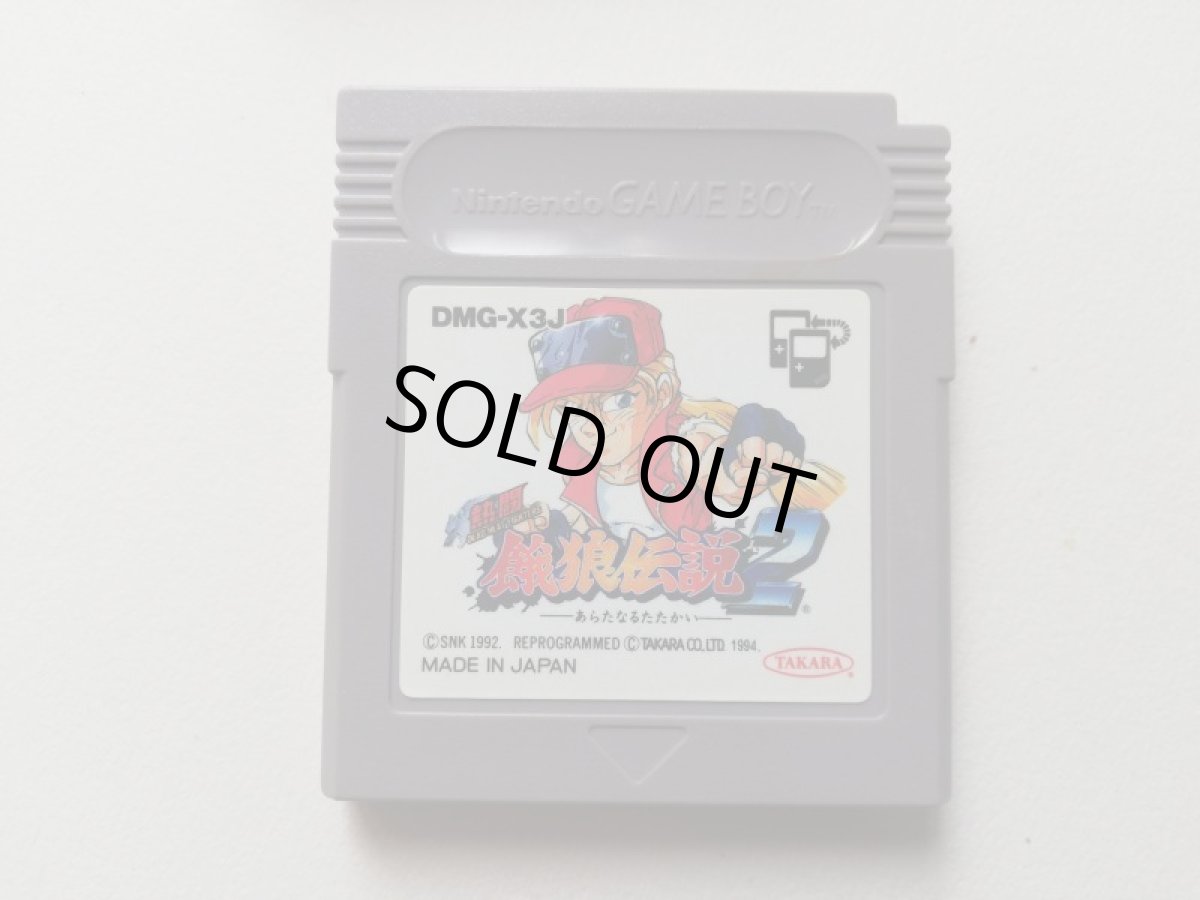 Nintendo GAME BOY TM
DMG-X3J
SOLD OUT
熱闘
餓狼伝説2
あらたなるたたかい
©SNK 1992. REPROGRAMMED ©TAKARA CO.LTD. 1994.
MADE IN JAPAN
TAKARA